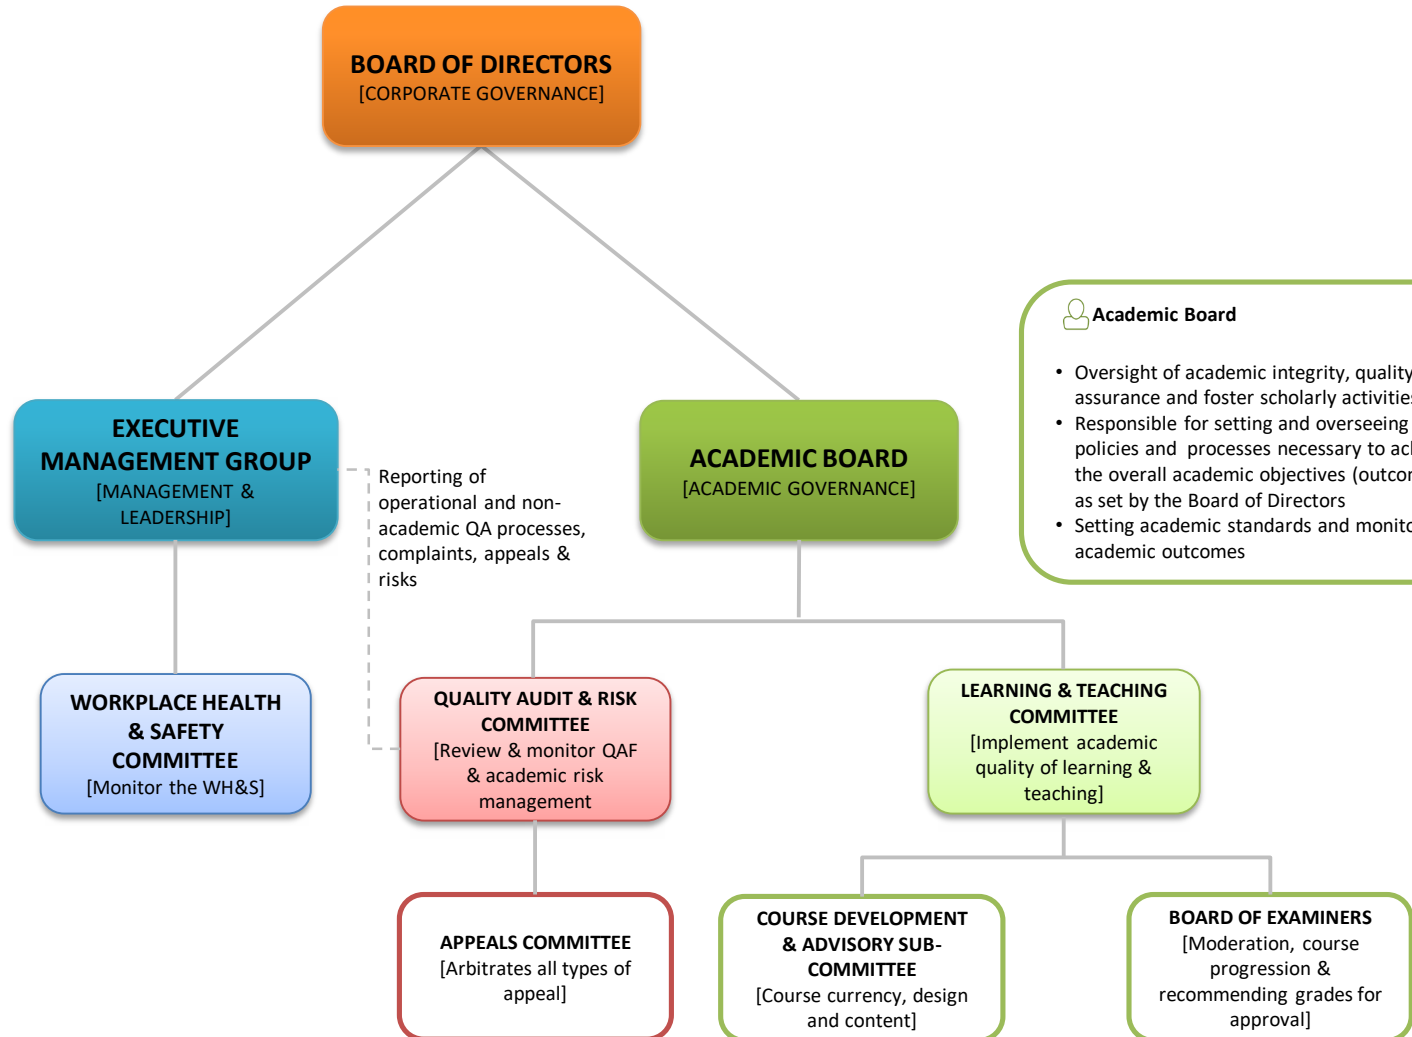 BOARD OF DIRECTORS
[CORPORATE GOVERNANCE]
Academic Board
• Oversight of academic integrity, quality
assurance and foster scholarly activities
• Responsible for setting and overseeing
policies and processes necessary to
the overall academic objectives
as set by the Board of Directors
• Setting academic standards and
academic outcomes
EXECUTIVE
MANAGEMENT GROUP
[MANAGEMENT &
LEADERSHIP]
Reporting of
operational and non-
academic QA processes,
complaints, appeals &
risks
ACADEMIC BOARD
[ACADEMIC GOVERNANCE]
WORKPLACE HEALTH
& SAFETY
COMMITTEE
[Monitor the WH&S]
QUALITY AUDIT & RISK
COMMITTEE
[Review & monitor QAF
& academic risk
management
LEARNING & TEACHING
COMMITTEE
[Implement academic
quality of learning &
teaching]
APPEALS COMMITTEE
[Arbitrates all types of
appeal]
COURSE DEVELOPMENT
& ADVISORY SUB-
COMMITTEE
[Course currency, design
and content]
BOARD OF EXAMINERS
[Moderation, course
progression &
recommending grades for
approval]